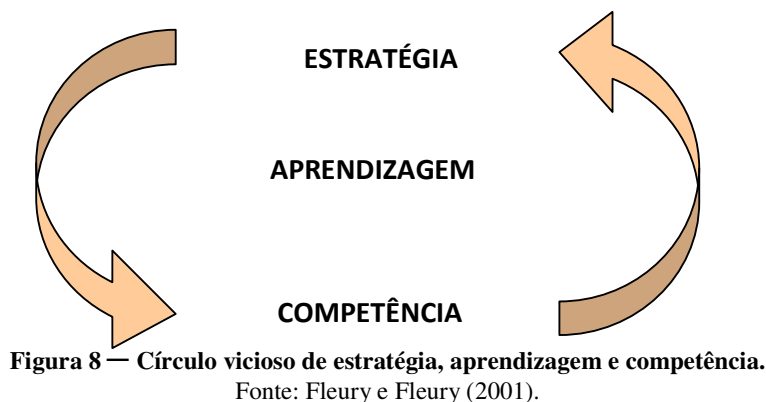 ESTRATÉGIA
APRENDIZAGEM
COMPETÊNCIA
Figura 8 — Círculo vicioso de estratégia, aprendizagem e competência.
Fonte: Fleury e Fleury (2001).